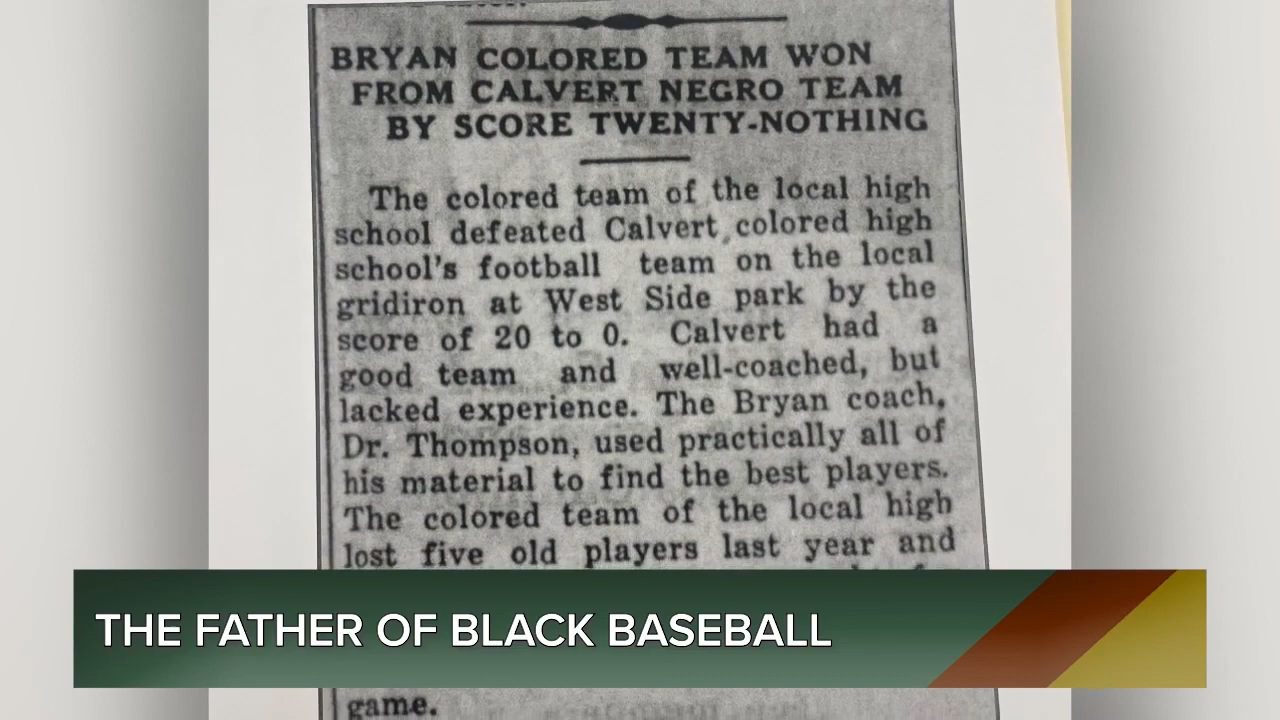 BRYAN COLORED TEAM WON
FROM CALVERT NEGRO TEAM
BY SCORE TWENTY-NOTHING
The colored team of the local high
school defeated Calvert colored high
school's football team on the local
gridiron at West Side park by the
score of 20 to 0. Calvert had a
good team and well-coached, but
lacked experience. The Bryan coach,
Dr. Thompson, used practically all of
his material to find the best players.
The colored team of the local high
lost five old players last year and
THE FATHER OF BLACK BASEBALL
game.